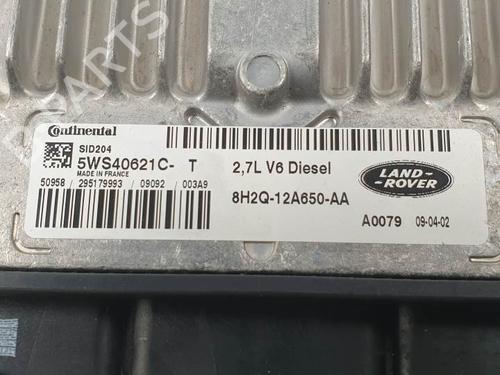 B-PARTS
Continental
SID204
5WS40621C- T
MADE IN FRANCE
50958 / 295179993 / 09092 / 003A9
2,7L V6 Diesel
8H2Q-12A650-AA
LAND-
-ROVER
A0079 09-04-02